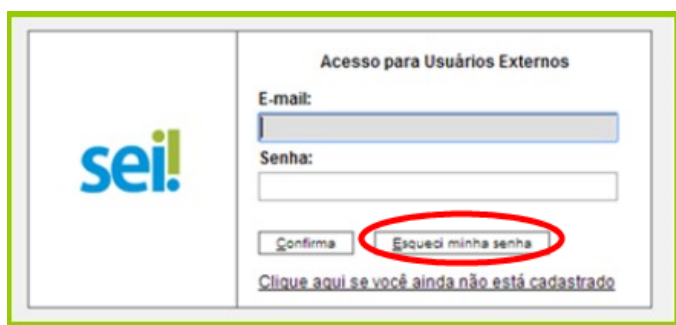 sei!
Acesso para Usuários Externos
E-mail:
Senha:
Confirma
Esqueci minha senha
Clique aqui se você ainda não está cadastrado